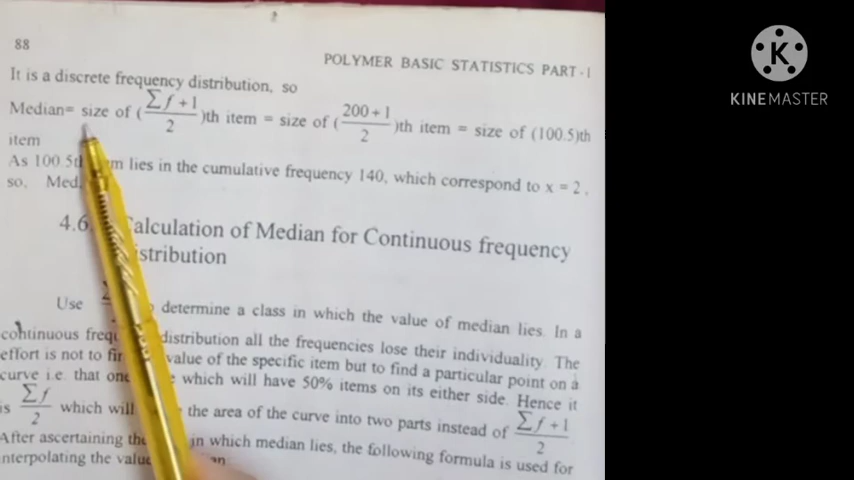 88
POLYMER BASIC STATISTICS PART - I
It is a discrete frequency distribution, so
Median= size of (∑f+1/2)th item = size of (200+1/2)th item = size of (100.5)th
item
As 100.5th lies in the cumulative frequency 140, which correspond to x = 2,
so, Med
4.6 Calculation of Median for Continuous frequency
Distribution
Use determine a class in which the value of median lies. In a
continuous distribution all the frequencies lose their individuality. The
effort is not to value of the specific item but to find a particular point on a
curve i.e. that which will have 50% items on its either side. Hence it
is ∑f/2 which will the area of the curve into two parts instead of ∑f+1/2
After ascertaining the in which median lies, the following formula is used for
interpolating the
K
KINEMASTER